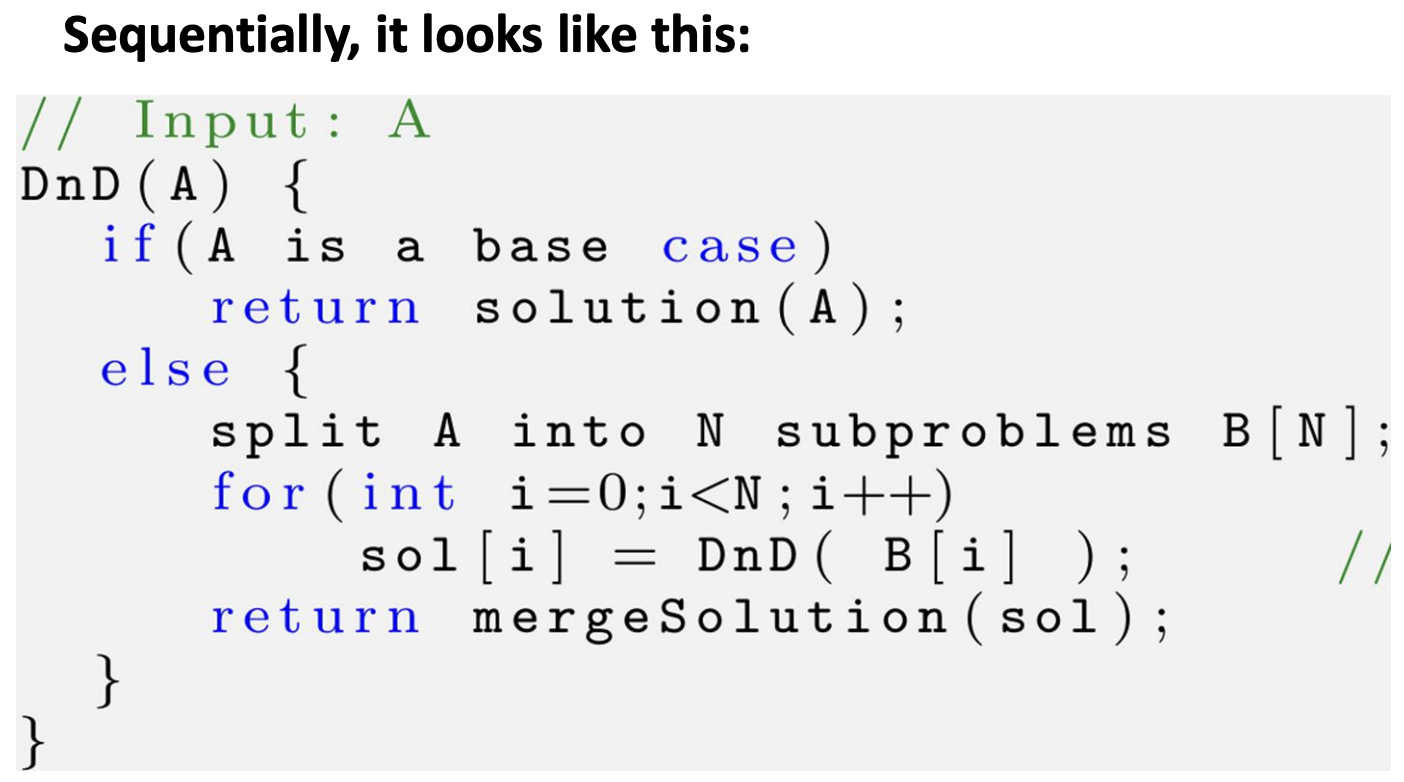 Sequentially, it looks like this:
// Input: A
DnD(A) {
if(A is a base case)
return solution(A);
else {
split A into N subproblems B[N];
for(int i=0;i<N;i++)
sol[i] = DnD( B[i] ); //
return mergeSolution(sol);
}
}